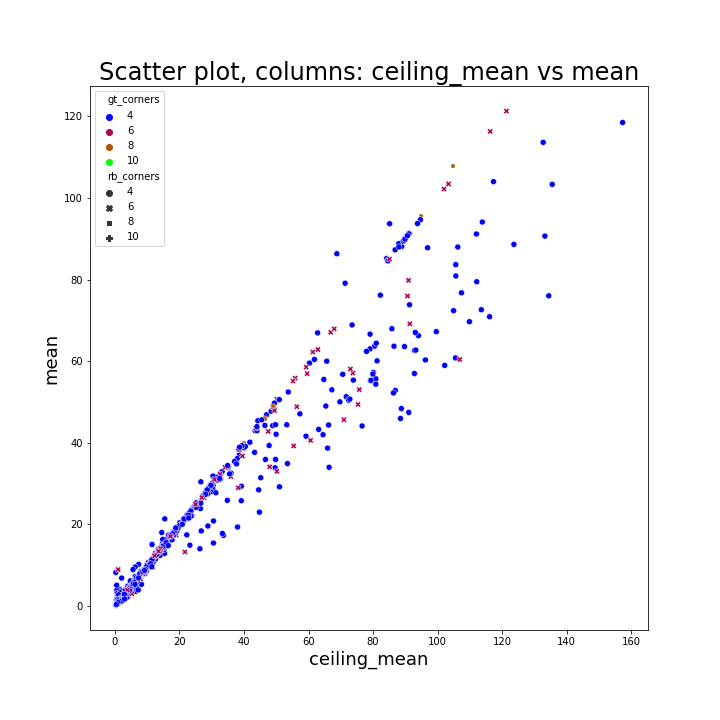 Scatter plot, columns: ceiling_mean vs mean
gt_corners
4
6
8
10
rb_corners
4
6
8
10
120
100
80
60
40
20
0
mean
0 20 40 60 80 100 120 140 160
ceiling_mean